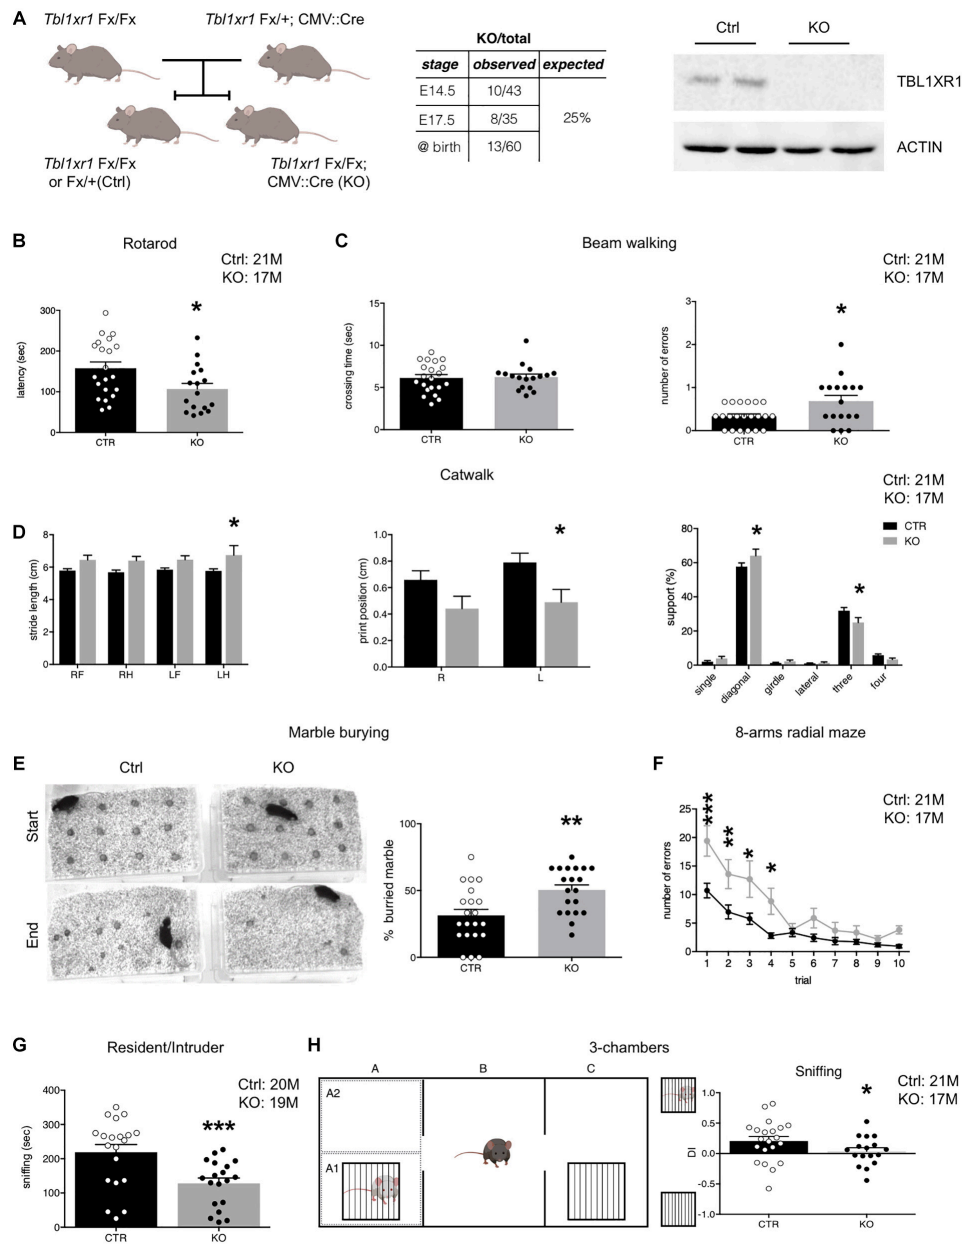 A
Tbl1xr1 Fx/Fx
Tbl1xr1 Fx/+; CMV::Cre
Tbl1xr1 Fx/Fx
or Fx/+(Ctrl)
Tbl1xr1 Fx/Fx;
CMV::Cre (KO)
KO/total
stage observed expected
E14.5 10/43
E17.5 8/35
25%
@ birth 13/60
Ctrl KO
TBL1XR1
ACTIN
B
Rotarod
Ctrl: 21M
KO: 17M
latency (sec)
300
200
100
0
CTR KO
*
C
Beam walking
Ctrl: 21M
KO: 17M
crossing time (sec)
15
10
5
0
CTR KO
number of errors
3
2
1
0
CTR KO
*
Catwalk
Ctrl: 21M
KO: 17M
CTR
KO
D
stride length (cm)
8
6
4
2
0
RF RH LF LH
*
print position (cm)
1.0
0.8
0.6
0.4
0.2
0.0
R L
*
support (%)
80
60
40
20
0
single diagonal girdle lateral three four
* *
Marble burying
E
Ctrl KO
Start
End
% burried marble
100
50
0
CTR KO
**
8-arms radial maze
F
Ctrl: 21M
KO: 17M
number of errors
25
20
15
10
5
0
1 2 3 4 5 6 7 8 9 10
trial
*** ** * *
G
Resident/Intruder
Ctrl: 20M
KO: 19M
sniffing (sec)
400
300
200
100
0
CTR KO
***
H
3-chambers
A B C
A2
A1
Sniffing
Ctrl: 21M
KO: 17M
DI
1.0
0.5
0.0
-0.5
-1.0
CTR KO
*